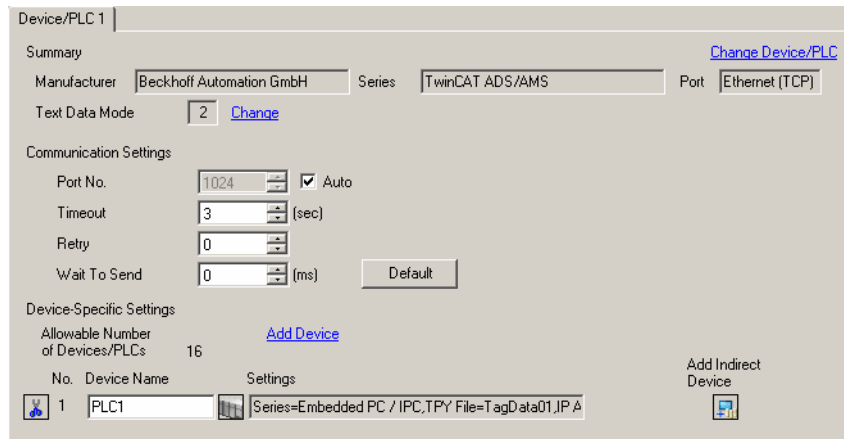 Device/PLC 1
Summary Change Device/PLC
Manufacturer Beckhoff Automation GmbH Series TwinCAT ADS/AMS Port Ethernet (TCP)
Text Data Mode 2 Change
Communication Settings
Port No. 1024 Auto
Timeout 3 (sec)
Retry 0
Wait To Send 0 (ms) Default
Device-Specific Settings
Allowable Number Add Device
of Devices/PLCs 16
Add Indirect
No. Device Name Settings Device
1 PLC1 Series=Embedded PC / IPC,TPY File=TagData01,IP A